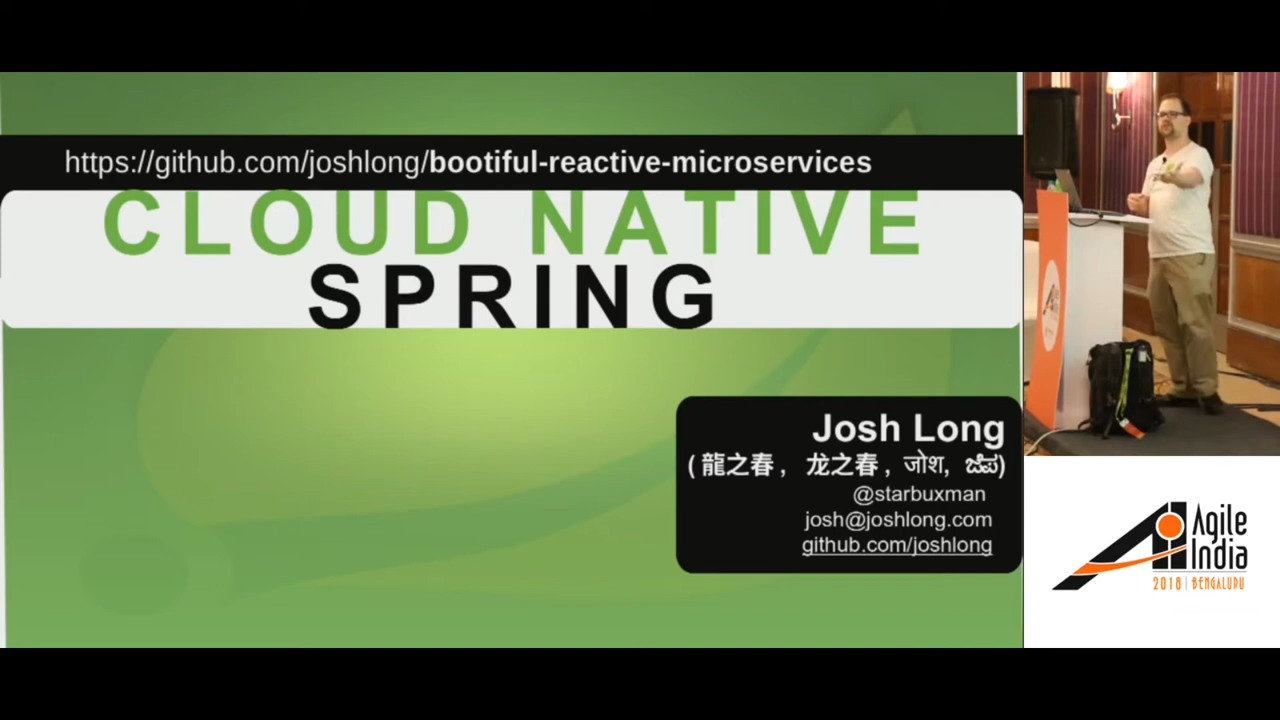 https://github.com/joshlong/bootiful-reactive-microservices
CLOUD NATIVE
SPRING
Josh Long
(龍之春, 龙之春, जोश, ಜೋಶ)
@starbuxman
josh@joshlong.com
github.com/joshlong
Agile
India
2018 | BENGALURU